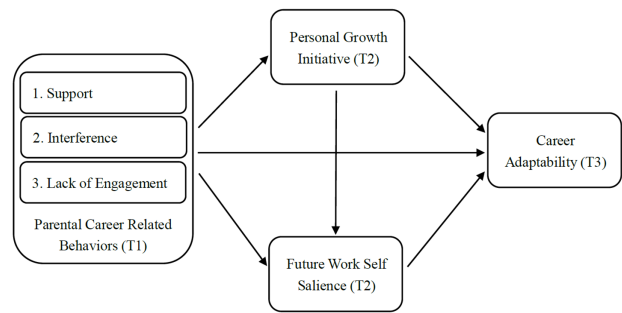 Personal Growth
Initiative (T2)
1. Support
2. Interference
3. Lack of Engagement
Parental Career Related
Behaviors (T1)
Career
Adaptability (T3)
Future Work Self
Salience (T2)